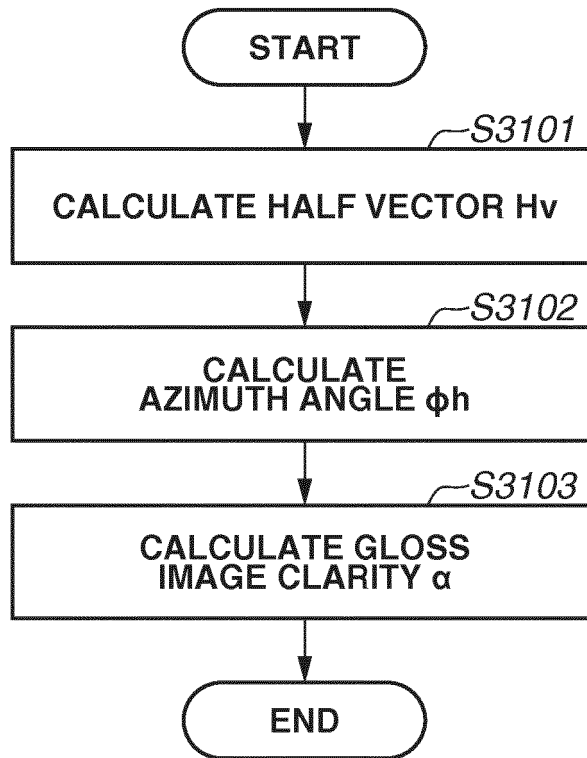 START
S3101
CALCULATE HALF VECTOR Hv
S3102
CALCULATE
AZIMUTH ANGLE ϕh
S3103
CALCULATE GLOSS
IMAGE CLARITY α
END